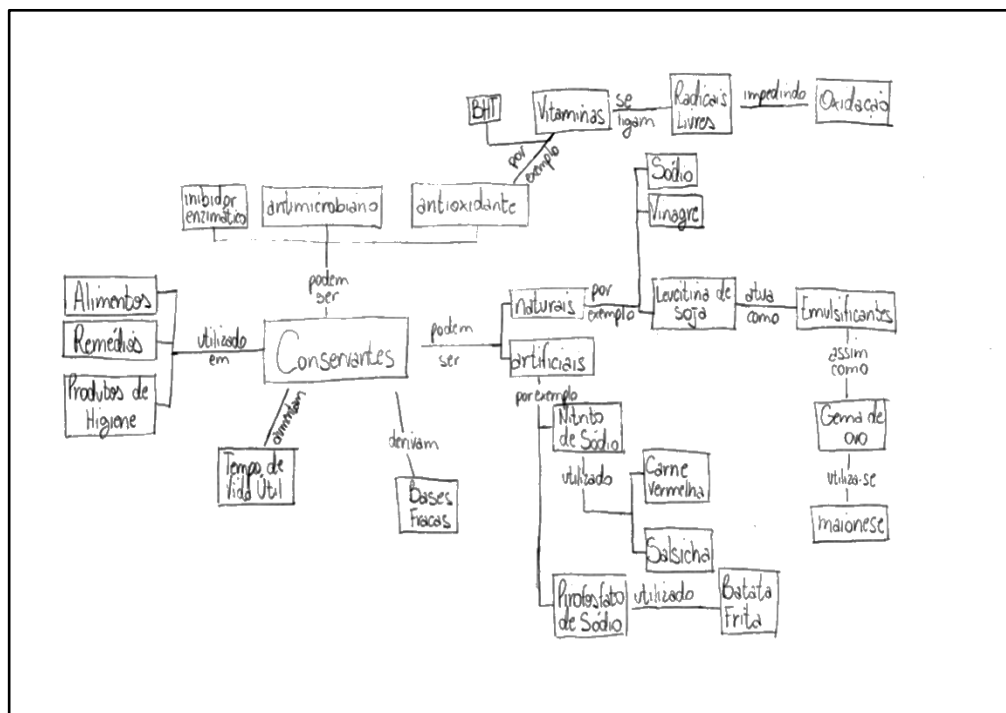 BHT
Vitaminas
se
ligam
Radicais
Livres
impedindo
Oxidação
por
exemplo
inibidor
enzimático
antimicrobiano
antioxidante
Sódio
Vinagre
podem
ser
Alimentos
Remédios
Produtos de
Higiene
utilizado
em
Conservantes
podem
ser
naturais
por
exemplo
Leucitina de
soja
atua
como
Emulsificantes
assim
como
Gema de
ovo
utiliza-se
maionese
artificiais
por exemplo
Nitrito
de Sódio
utilizado
Carne
Vermelha
Salsicha
Pirofosfato
de Sódio
utilizado
Batata
Frita
aumentam
Tempo de
Vida Útil
derivam
Bases
Fracas